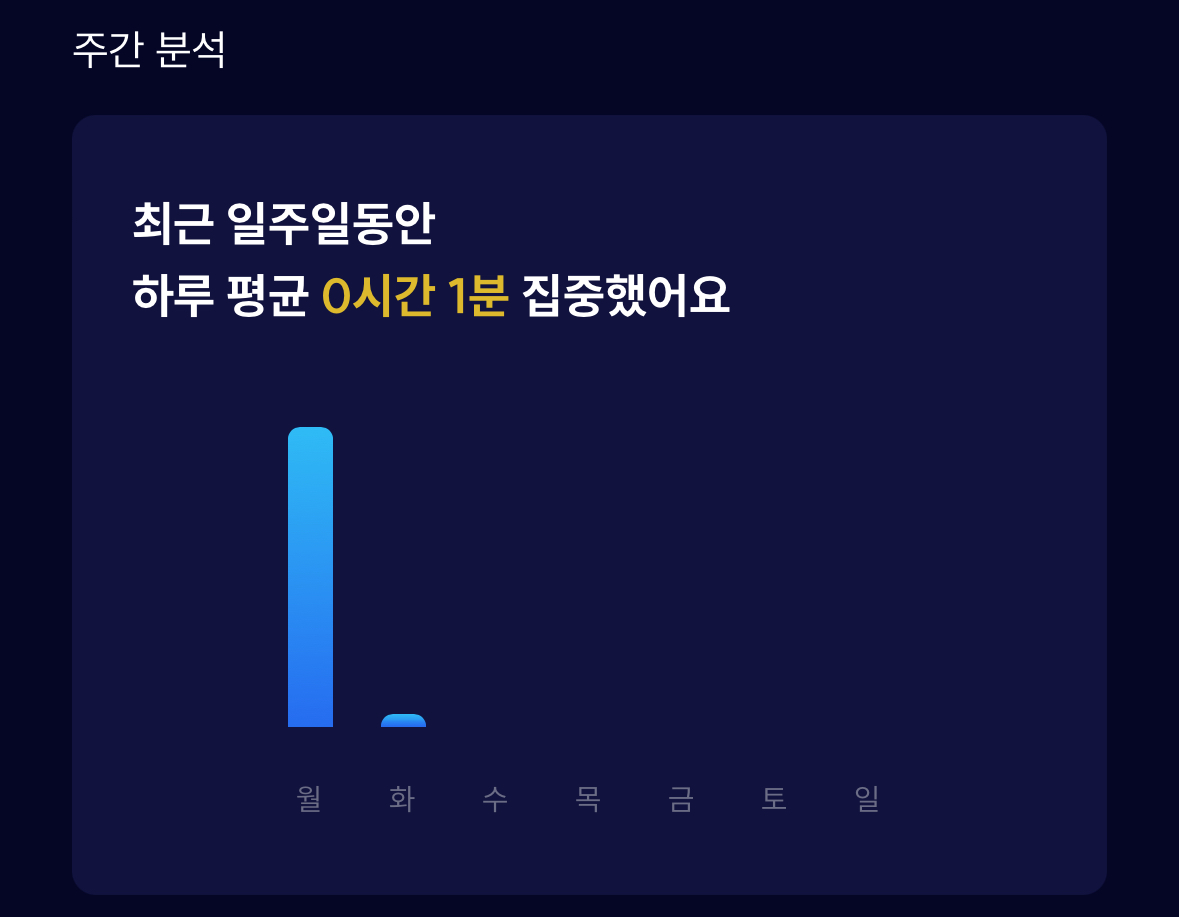 주간 분석
최근 일주일동안
하루 평균 0시간 1분 집중했어요
월 화 수 목 금 토 일